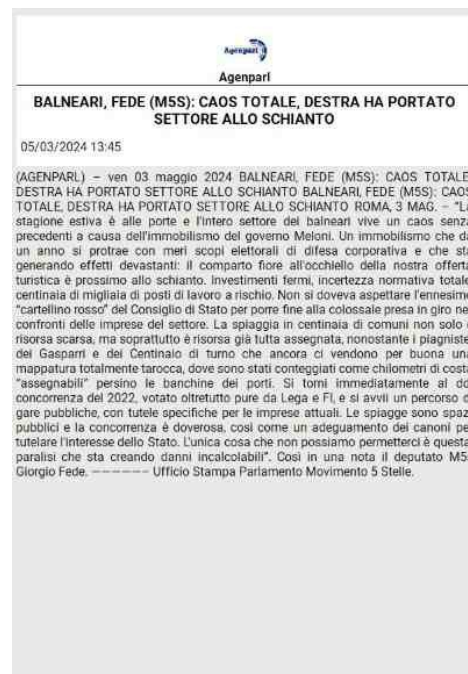 Agenparl
Agenparl
BALNEARI, FEDE (M5S): CAOS TOTALE, DESTRA HA PORTATO
SETTORE ALLO SCHIANTO
05/03/2024 13:45
(AGENPARL) – ven 03 maggio 2024 BALNEARI, FEDE (M5S): CAOS TOTALE,
DESTRA HA PORTATO SETTORE ALLO SCHIANTO BALNEARI, FEDE (M5S): CAOS
TOTALE, DESTRA HA PORTATO SETTORE ALLO SCHIANTO ROMA, 3 MAG. – “La
stagione estiva è alle porte e l'intero settore dei balneari vive un caos senza
precedenti a causa dell'immobilismo del governo Meloni. Un immobilismo che da
un anno si protrae con meri scopi elettorali di difesa corporativa e che sta
generando effetti devastanti: il comparto fiore all'occhiello della nostra offerta
turistica è prossimo allo schianto. Investimenti fermi, incertezza normativa totale,
centinaia di migliaia di posti di lavoro a rischio. Non si doveva aspettare l'ennesimo
“cartellino rosso” del Consiglio di Stato per porre fine alla colossale presa in giro nei
confronti delle imprese del settore. La spiaggia in centinaia di comuni non solo è
risorsa scarsa, ma soprattutto è risorsa già tutta assegnata, nonostante i piagnistei
dei Gasparri e dei Centinaio di turno che ancora ci vendono per buona una
mappatura totalmente tarocca, dove sono stati conteggiati come chilometri di costa
“assegnabili” persino le banchine dei porti. Si torni immediatamente al ddl
concorrenza del 2022, votato oltretutto pure da Lega e FI, e si avvii un percorso di
gare pubbliche, con tutele specifiche per le imprese attuali. Le spiagge sono spazi
pubblici e la concorrenza è doverosa, così come un adeguamento dei canoni per
tutelare l'interesse dello Stato. L'unica cosa che non possiamo permetterci è questa
paralisi che sta creando danni incalcolabili”. Così in una nota il deputato M5S
Giorgio Fede. —————— Ufficio Stampa Parlamento Movimento 5 Stelle.